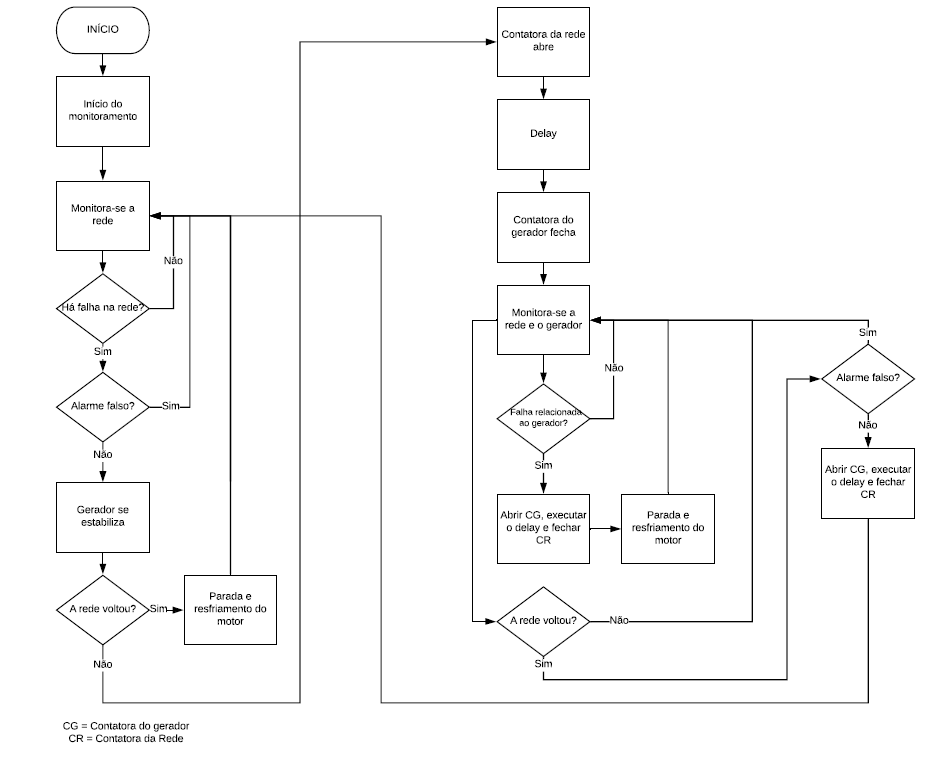 INÍCIO
Início do
monitoramento
Monitora-se a
rede
Não
Há falha na rede?
Sim
Alarme falso?
Sim
Não
Gerador se
estabiliza
A rede voltou?
Sim
Parada e
resfriamento do
motor
Não
CG = Contatora do gerador
CR = Contatora da Rede
Contatora da rede
abre
Delay
Contatora do
gerador fecha
Monitora-se a
rede e o gerador
Não
Falha relacionada
ao gerador?
Sim
Abrir CG, executar
o delay e fechar
CR
Parada e
resfriamento do
motor
A rede voltou?
Não
Sim
Sim
Alarme falso?
Não
Abrir CG, executar
o delay e fechar
CR